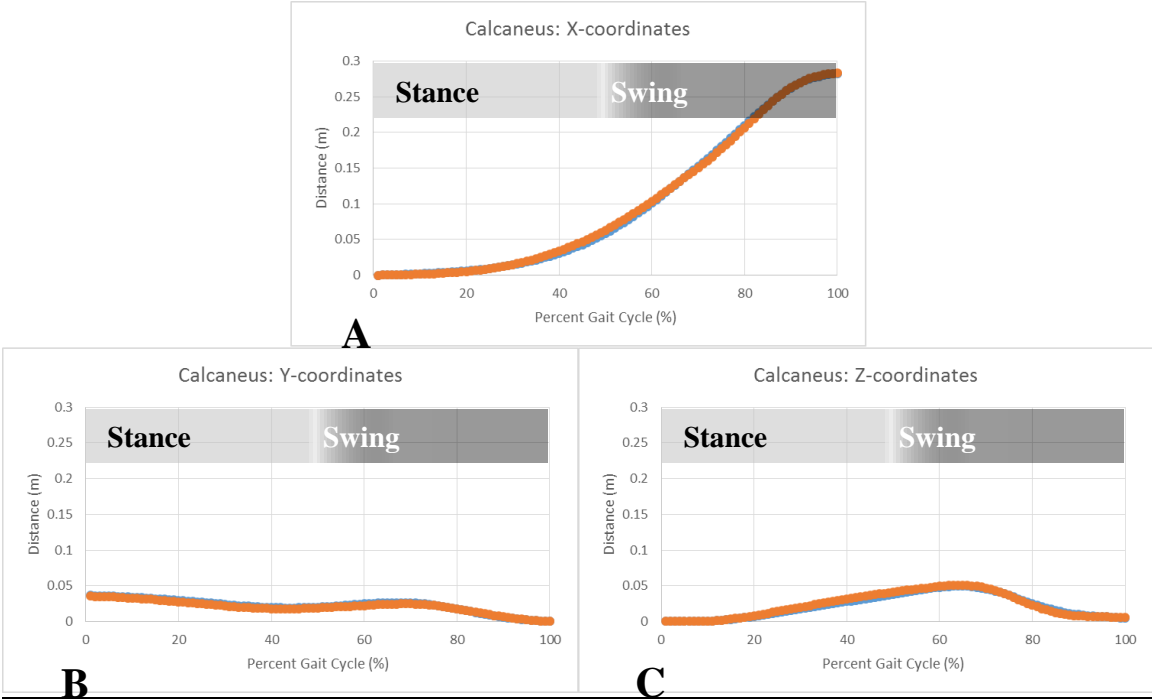 Calcaneus: X-coordinates
0.3
Stance Swing
0.25
0.2
0.15
0.1
0.05
0
Distance (m)
0 20 40 60 80 100
Percent Gait Cycle (%)
A
Calcaneus: Y-coordinates
0.3
Stance Swing
0.25
0.2
0.15
0.1
0.05
0
Distance (m)
0 20 40 60 80 100
Percent Gait Cycle (%)
B
Calcaneus: Z-coordinates
0.3
Stance Swing
0.25
0.2
0.15
0.1
0.05
0
Distance (m)
0 20 40 60 80 100
Percent Gait Cycle (%)
C